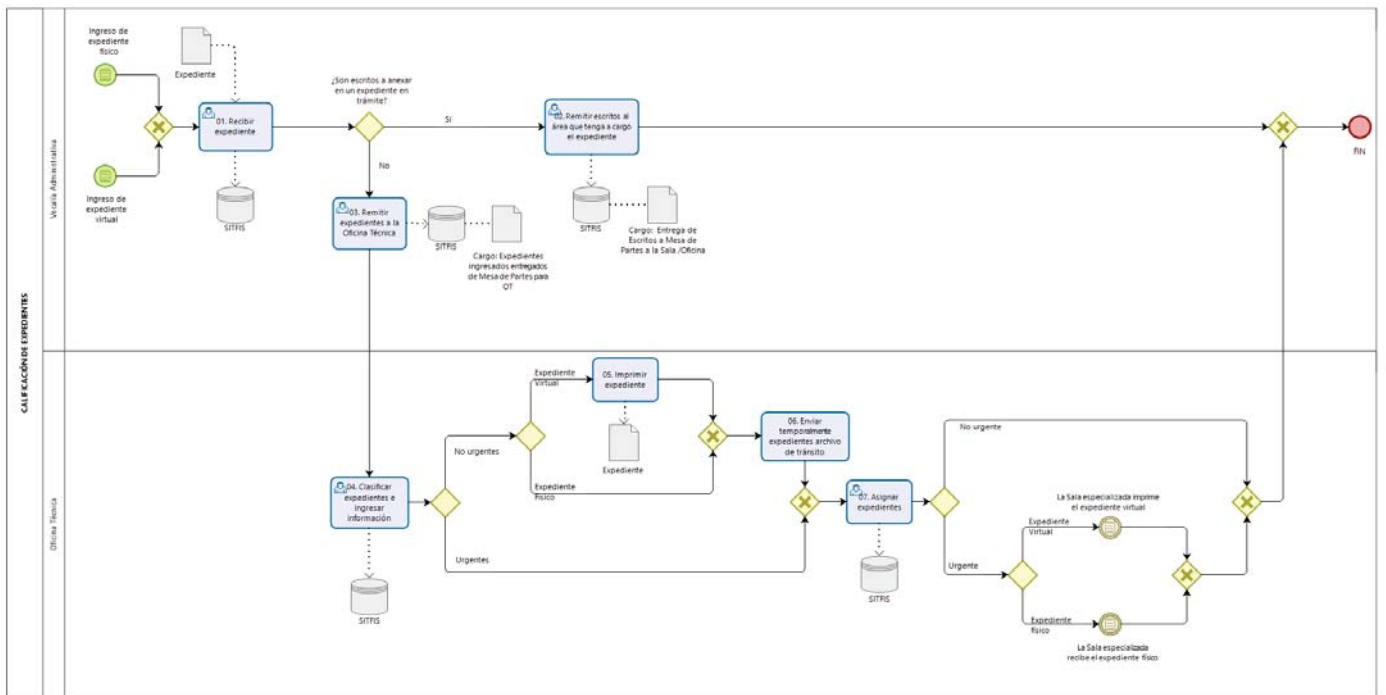 CALIFICACIÓN DE EXPEDIENTES
Vocalía Administrativa
Ingreso de
expediente
físico
Ingreso de
expediente
virtual
Expediente
01. Recibir
expediente
SITFIS
¿Son escritos a anexar
en un expediente en
trámite?
Sí
No
02. Remitir escritos al
área que tenga a cargo
el expediente
SITFIS
Cargo: Entrega de
Escritos a Mesa de
Partes a la Sala /Oficina
03. Remitir
expedientes a la
Oficina Técnica
SITFIS
Cargo: Expedientes
ingresados entregados
de Mesa de Partes para
OT
FIN
Oficina Técnica
04. Clasificar
expedientes e
ingresar
información
SITFIS
No urgentes
Urgentes
Expediente
Virtual
Expediente
Físico
05. Imprimir
expediente
Expediente
06. Enviar
temporalmente
expedientes archivo
de tránsito
07. Asignar
expedientes
SITFIS
No urgente
Urgente
Expediente
Virtual
Expediente
físico
La Sala especializada imprime
el expediente virtual
La Sala especializada
recibe el expediente físico